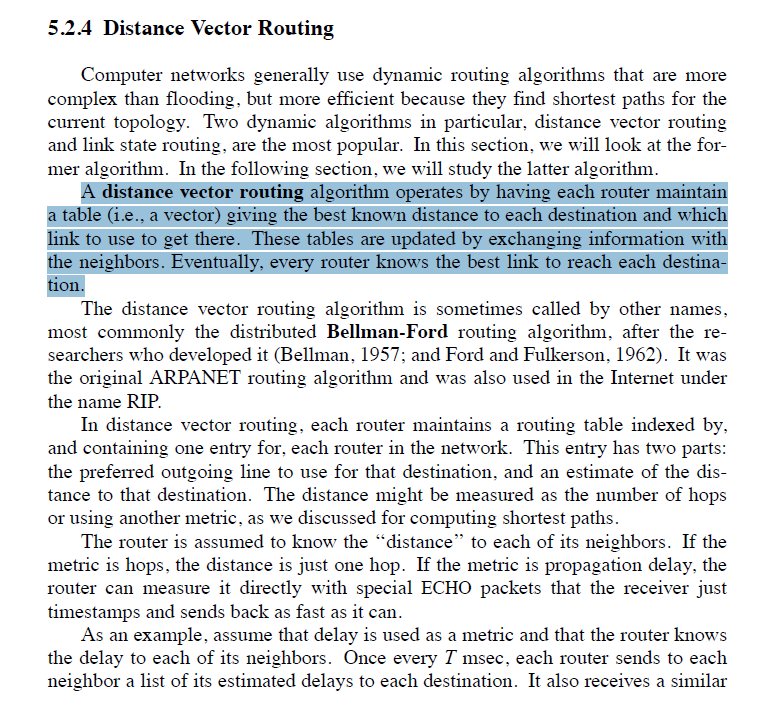 5.2.4 Distance Vector Routing
Computer networks generally use dynamic routing algorithms that are more
complex than flooding, but more efficient because they find shortest paths for the
current topology. Two dynamic algorithms in particular, distance vector routing
and link state routing, are the most popular. In this section, we will look at the for-
mer algorithm. In the following section, we will study the latter algorithm.
A distance vector routing algorithm operates by having each router maintain
a table (i.e., a vector) giving the best known distance to each destination and which
link to use to get there. These tables are updated by exchanging information with
the neighbors. Eventually, every router knows the best link to reach each destina-
tion.
The distance vector routing algorithm is sometimes called by other names,
most commonly the distributed Bellman-Ford routing algorithm, after the re-
searchers who developed it (Bellman, 1957; and Ford and Fulkerson, 1962). It was
the original ARPANET routing algorithm and was also used in the Internet under
the name RIP.
In distance vector routing, each router maintains a routing table indexed by,
and containing one entry for, each router in the network. This entry has two parts:
the preferred outgoing line to use for that destination, and an estimate of the dis-
tance to that destination. The distance might be measured as the number of hops
or using another metric, as we discussed for computing shortest paths.
The router is assumed to know the “distance” to each of its neighbors. If the
metric is hops, the distance is just one hop. If the metric is propagation delay, the
router can measure it directly with special ECHO packets that the receiver just
timestamps and sends back as fast as it can.
As an example, assume that delay is used as a metric and that the router knows
the delay to each of its neighbors. Once every T msec, each router sends to each
neighbor a list of its estimated delays to each destination. It also receives a similar